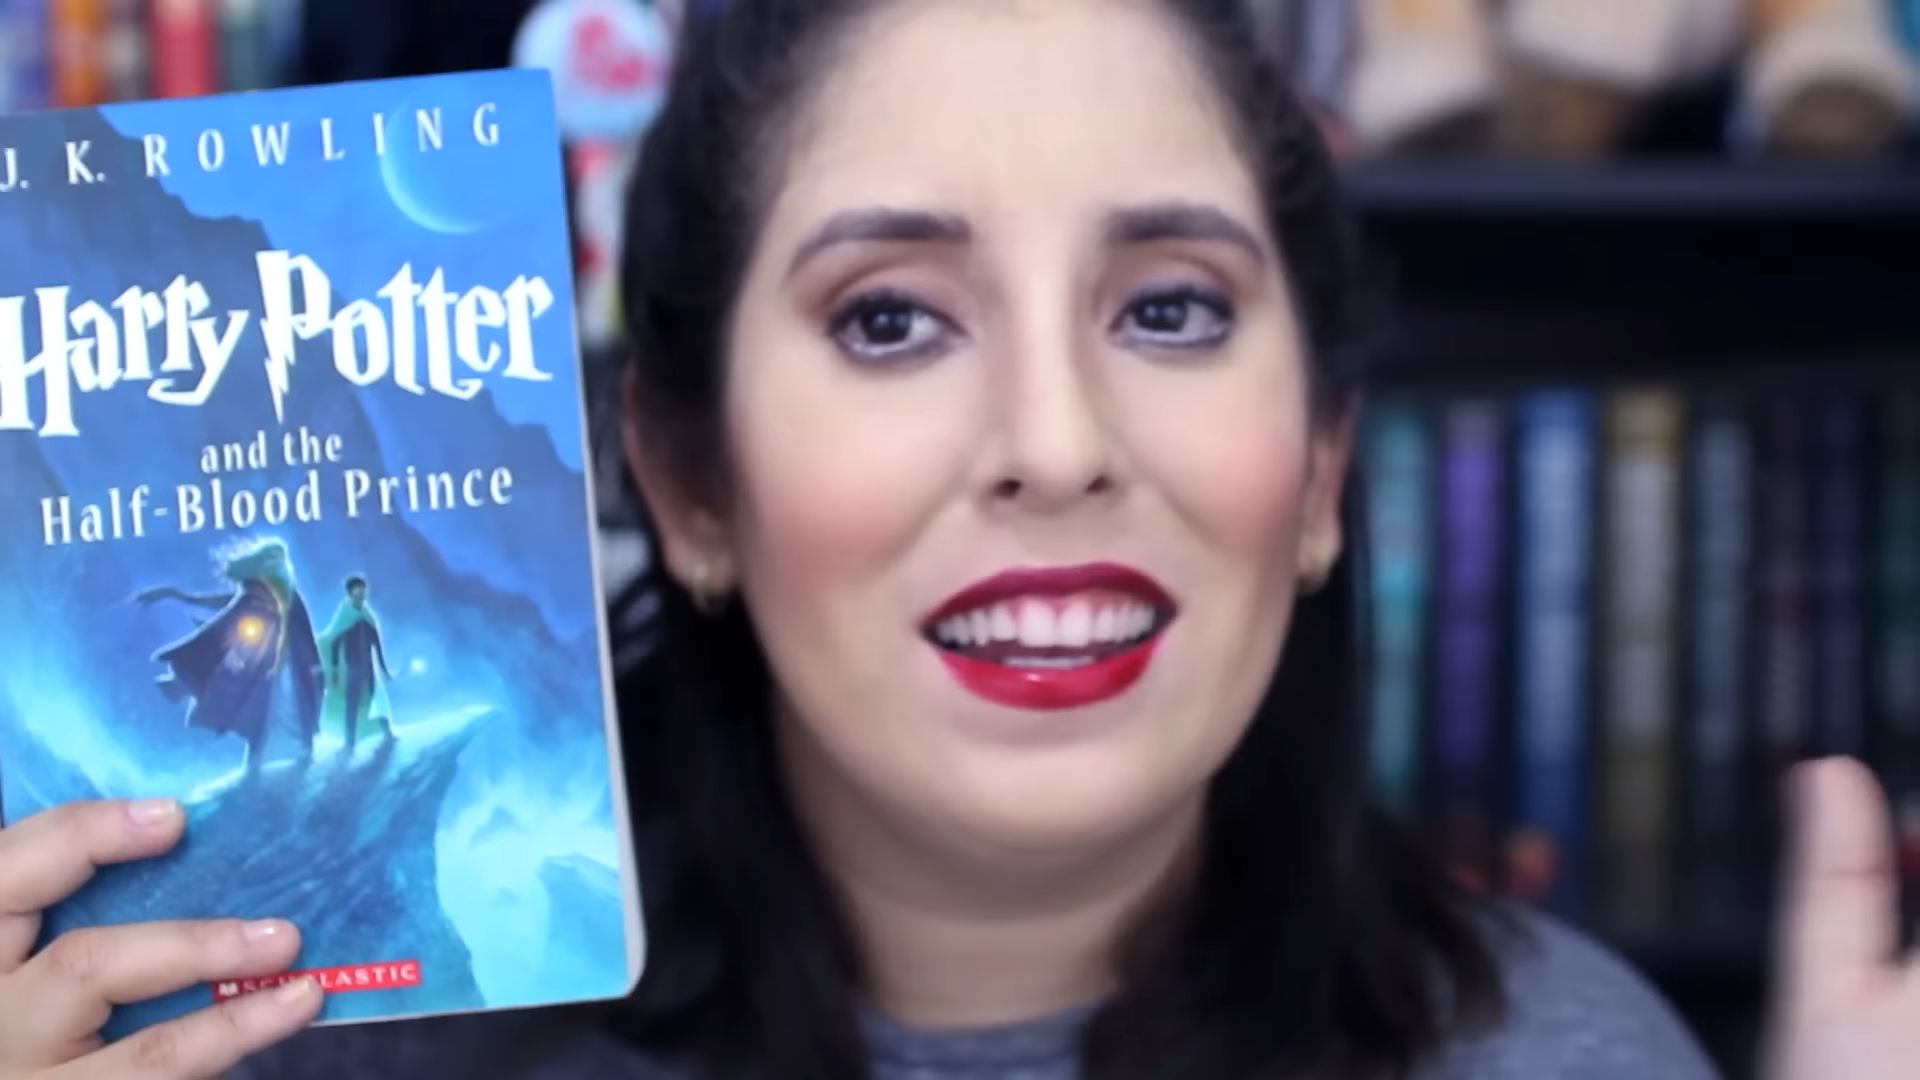 J. K. ROWLING
Harry Potter
and the
Half-Blood Prince
SCHOLASTIC